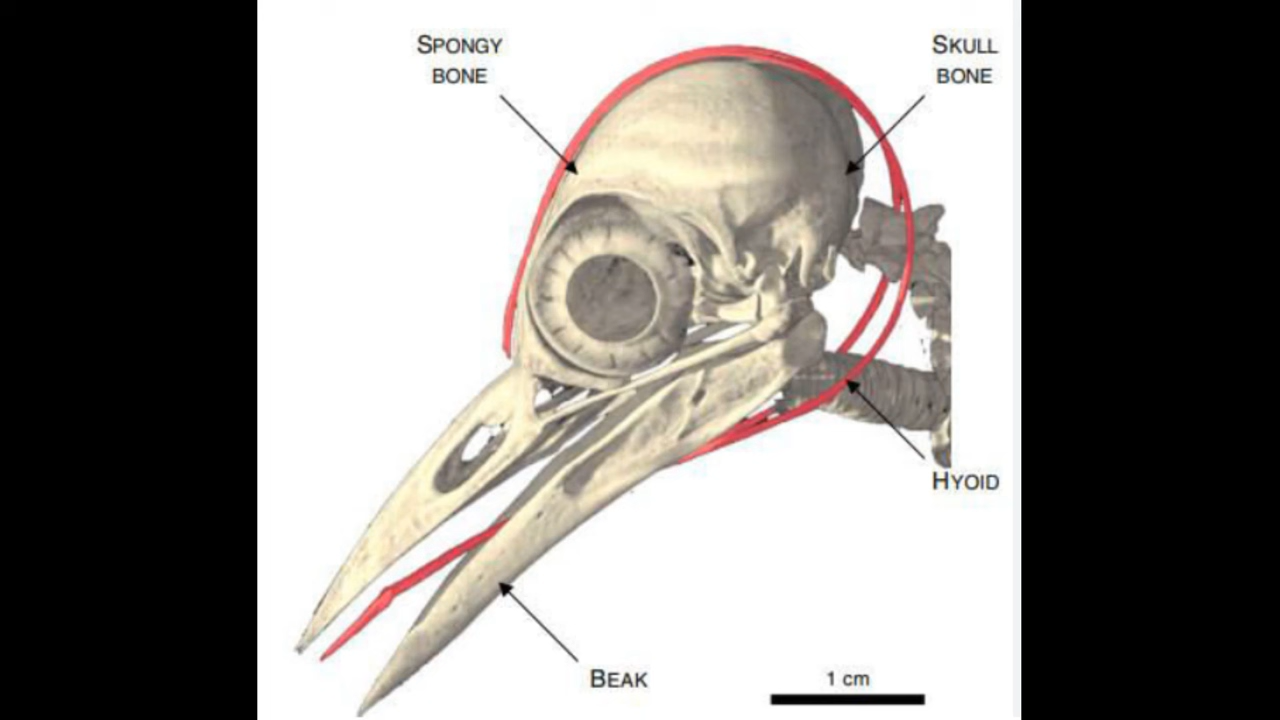 SPONGY
BONE
SKULL
BONE
HYOID
BEAK
1 cm